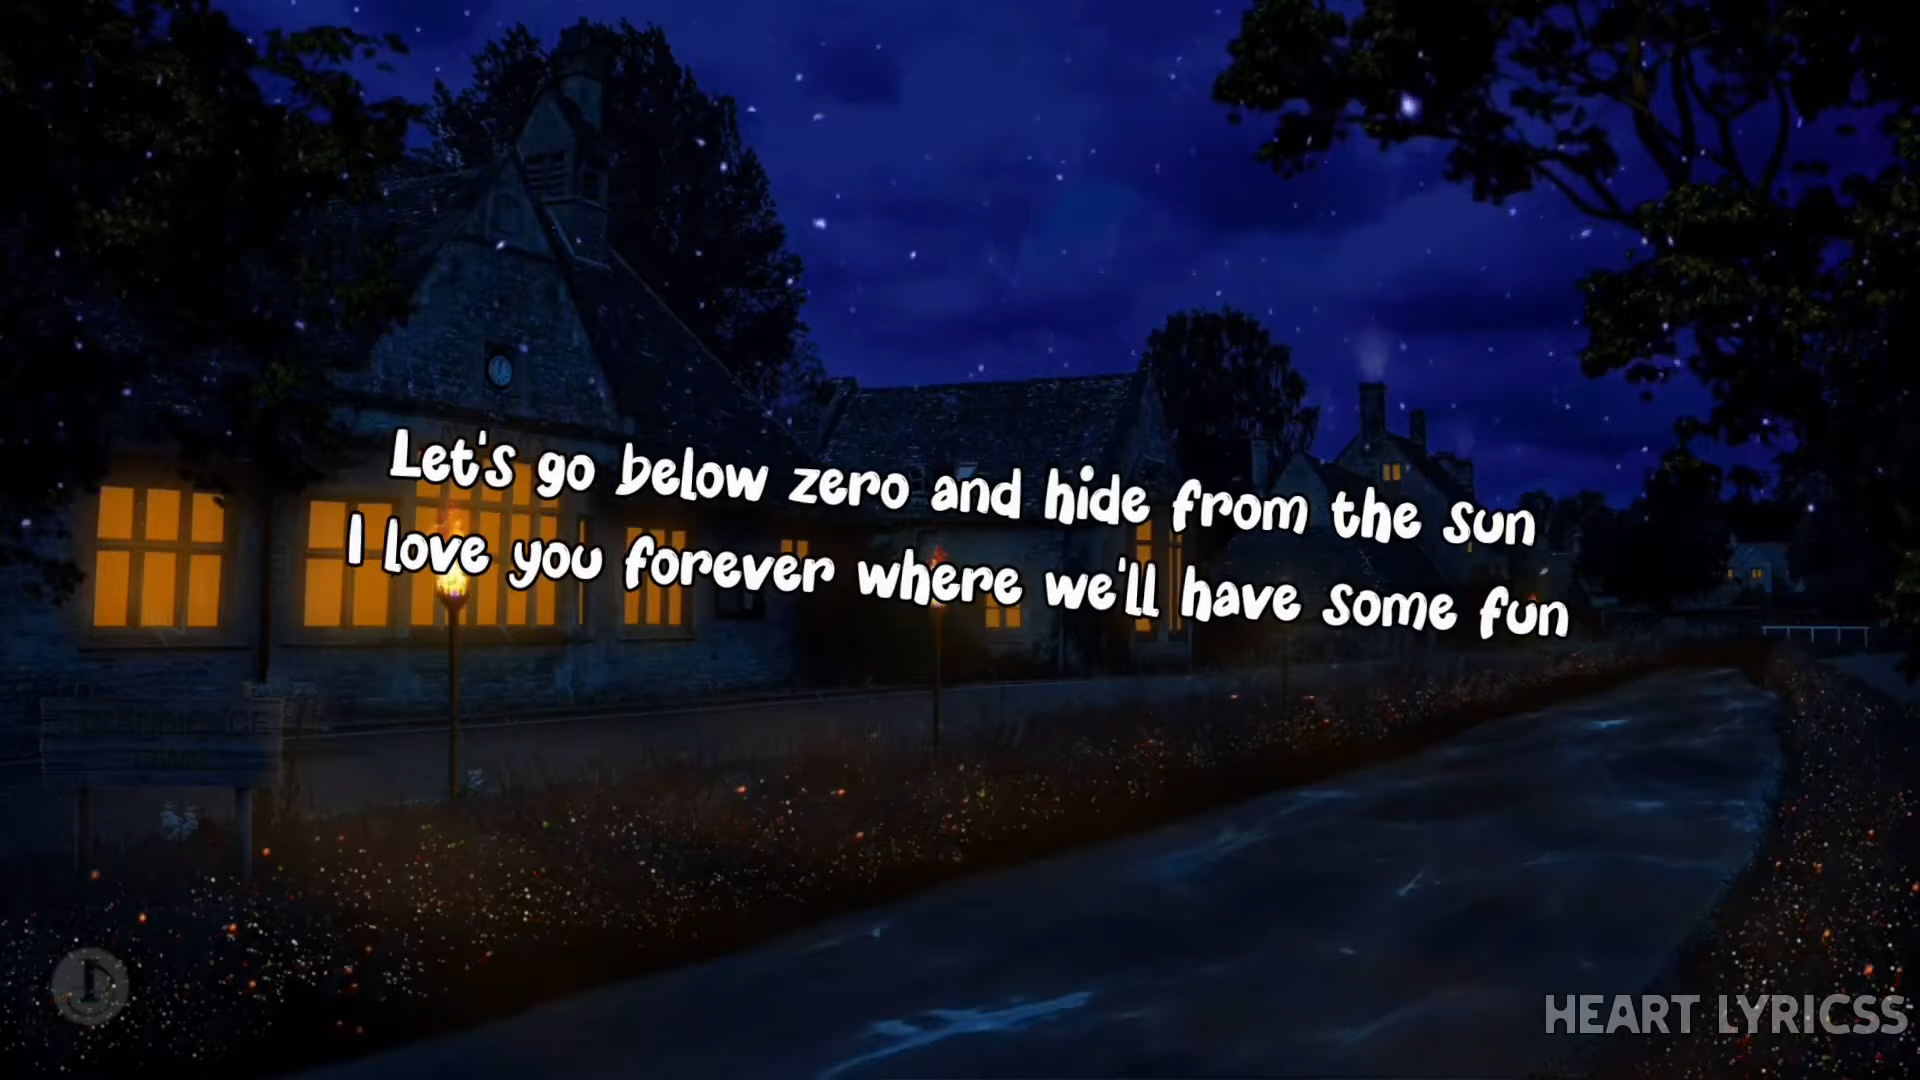 Let's go below zero and hide from the sun
I love you forever where we'll have some fun
HEART LYRICSS